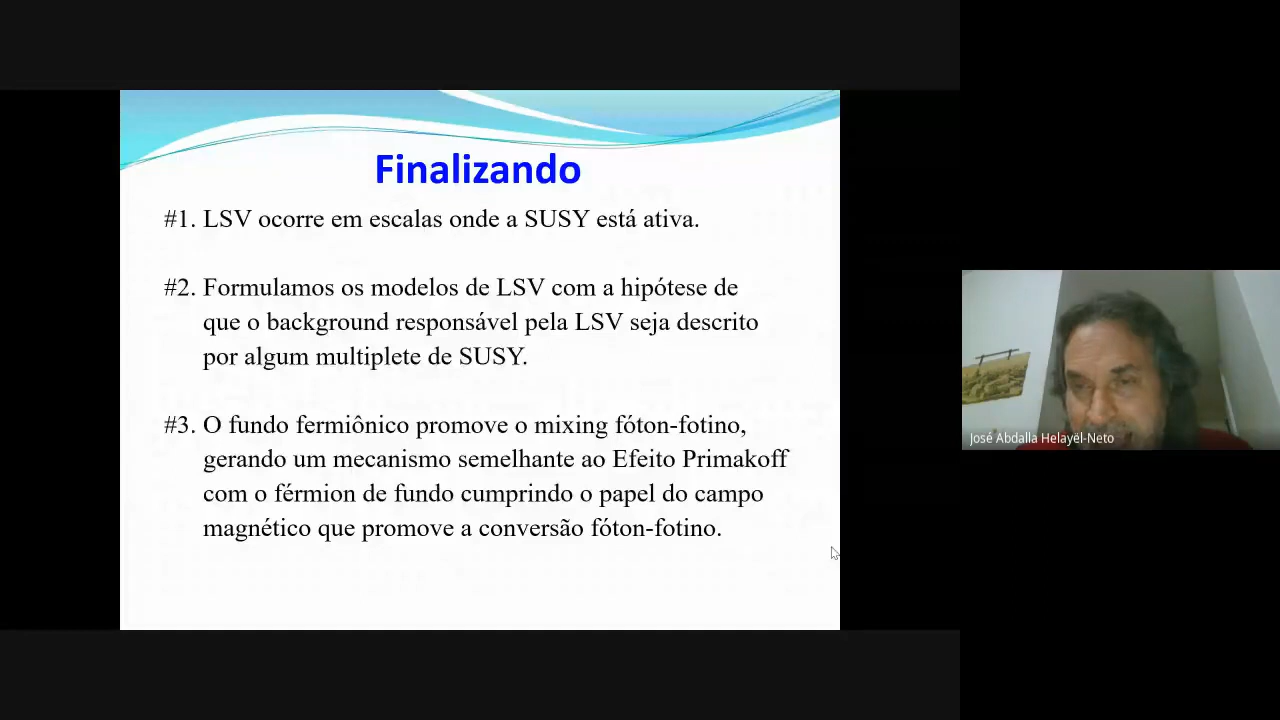 Finalizando
#1. LSV ocorre em escalas onde a SUSY está ativa.
#2. Formulamos os modelos de LSV com a hipótese de
que o background responsável pela LSV seja descrito
por algum multiplete de SUSY.
#3. O fundo fermiônico promove o mixing fóton-fotino,
gerando um mecanismo semelhante ao Efeito Primakoff
com o férmion de fundo cumprindo o papel do campo
magnético que promove a conversão fóton-fotino.
José Abdalla Helayël-Neto